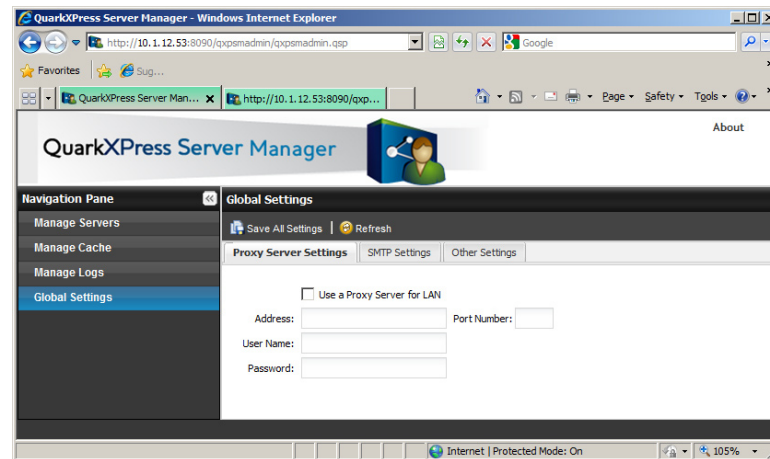 QuarkXPress Server Manager - Windows Internet Explorer
http://10.1.12.53:8090/qxpsmadmin/qxpsmadmin.qsp
Google
Favorites
Sug...
QuarkXPress Server Man...
http://10.1.12.53:8090/qxp...
Page
Safety
Tools
About
QuarkXPress Server Manager
Navigation Pane
Global Settings
Manage Servers
Save All Settings | Refresh
Manage Cache
Proxy Server Settings
SMTP Settings
Other Settings
Manage Logs
Global Settings
Use a Proxy Server for LAN
Address:
Port Number:
User Name:
Password:
Internet | Protected Mode: On
105%